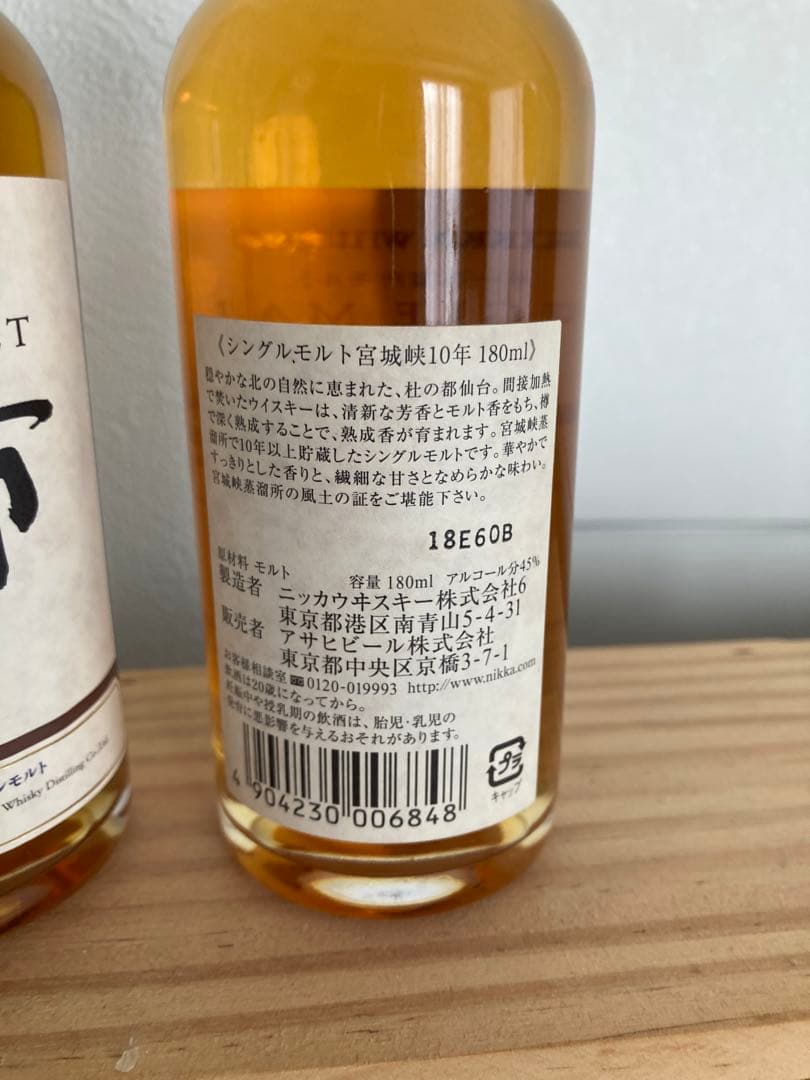 《シングルモルト宮城峡10年 180ml》
穏やかな北の自然に恵まれた、杜の都仙台。間接加熱
で焚いたウイスキーは、清新な芳香とモルト香をもち、樽
で深く熟成することで、熟成香が育まれます。宮城峡蒸
溜所で10年以上貯蔵したシングルモルトです。華やかで
すっきりとした香りと、繊細な甘さとなめらかな味わい。
宮城峡蒸溜所の風土の証をご堪能下さい。
18E60B
原材料 モルト 容量 180ml アルコール分45%
製造者 ニッカウヰスキー株式会社6
東京都港区南青山5-4-31
販売者 アサヒビール株式会社
東京都中央区京橋3-7-1
お客様相談室 0120-019993 http://www.nikka.com
飲酒は20歳になってから。
妊娠中や授乳期の飲酒は、胎児・乳児の
発育に悪影響を与えるおそれがあります。
4 904230 006848
プラ
キャップ
LT
モルト
Whisky Distilling Co.,Ltd.